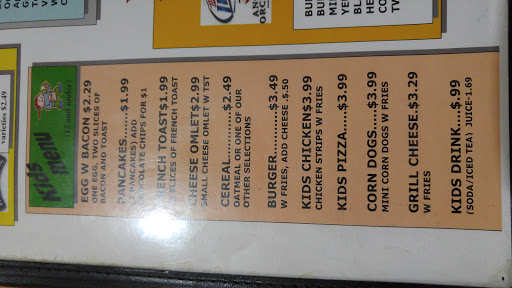 Kid's
menu
(12 and under)
EGG W BACON $2.29
ONE EGG, TWO SLICES OF
BACON AND TOAST
PANCAKES.......$1.99
(2 PANCAKES) ADD
CHOCOLATE CHIPS FOR $1
FRENCH TOAST$1.99
SLICES OF FRENCH TOAST
CHEESE OMLET$2.99
SMALL CHEESE OMLET W TST
CEREAL..........$2.49
OATMEAL OR ONE OF OUR
OTHER SELECTIONS
BURGER..........$3.49
W FRIES, ADD CHEESE .$.50
KIDS CHICKEN$3.99
CHICKEN STRIPS W FRIES
KIDS PIZZA.....$3.99
CORN DOGS....$3.99
MINI CORN DOGS W FRIES
GRILL CHEESE.$3.29
W FRIES
KIDS DRINK....$.99
(SODA/ICED TEA) JUICE-1.69
varieties $2.49